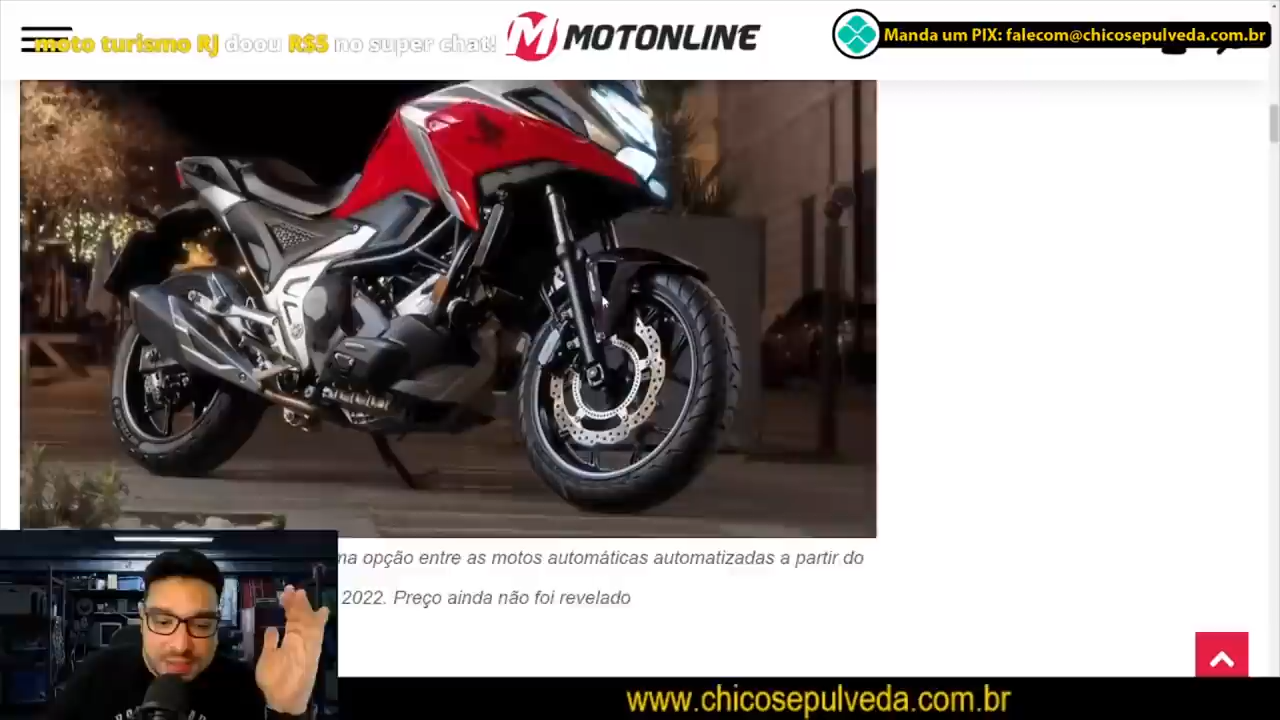 moto turismo RJ doou R$5 no super chat!
MOTONLINE
Manda um PIX: falecom@chicosepulveda.com.br
ma opção entre as motos automáticas automatizadas a partir do
2022. Preço ainda não foi revelado
www.chicosepulveda.com.br